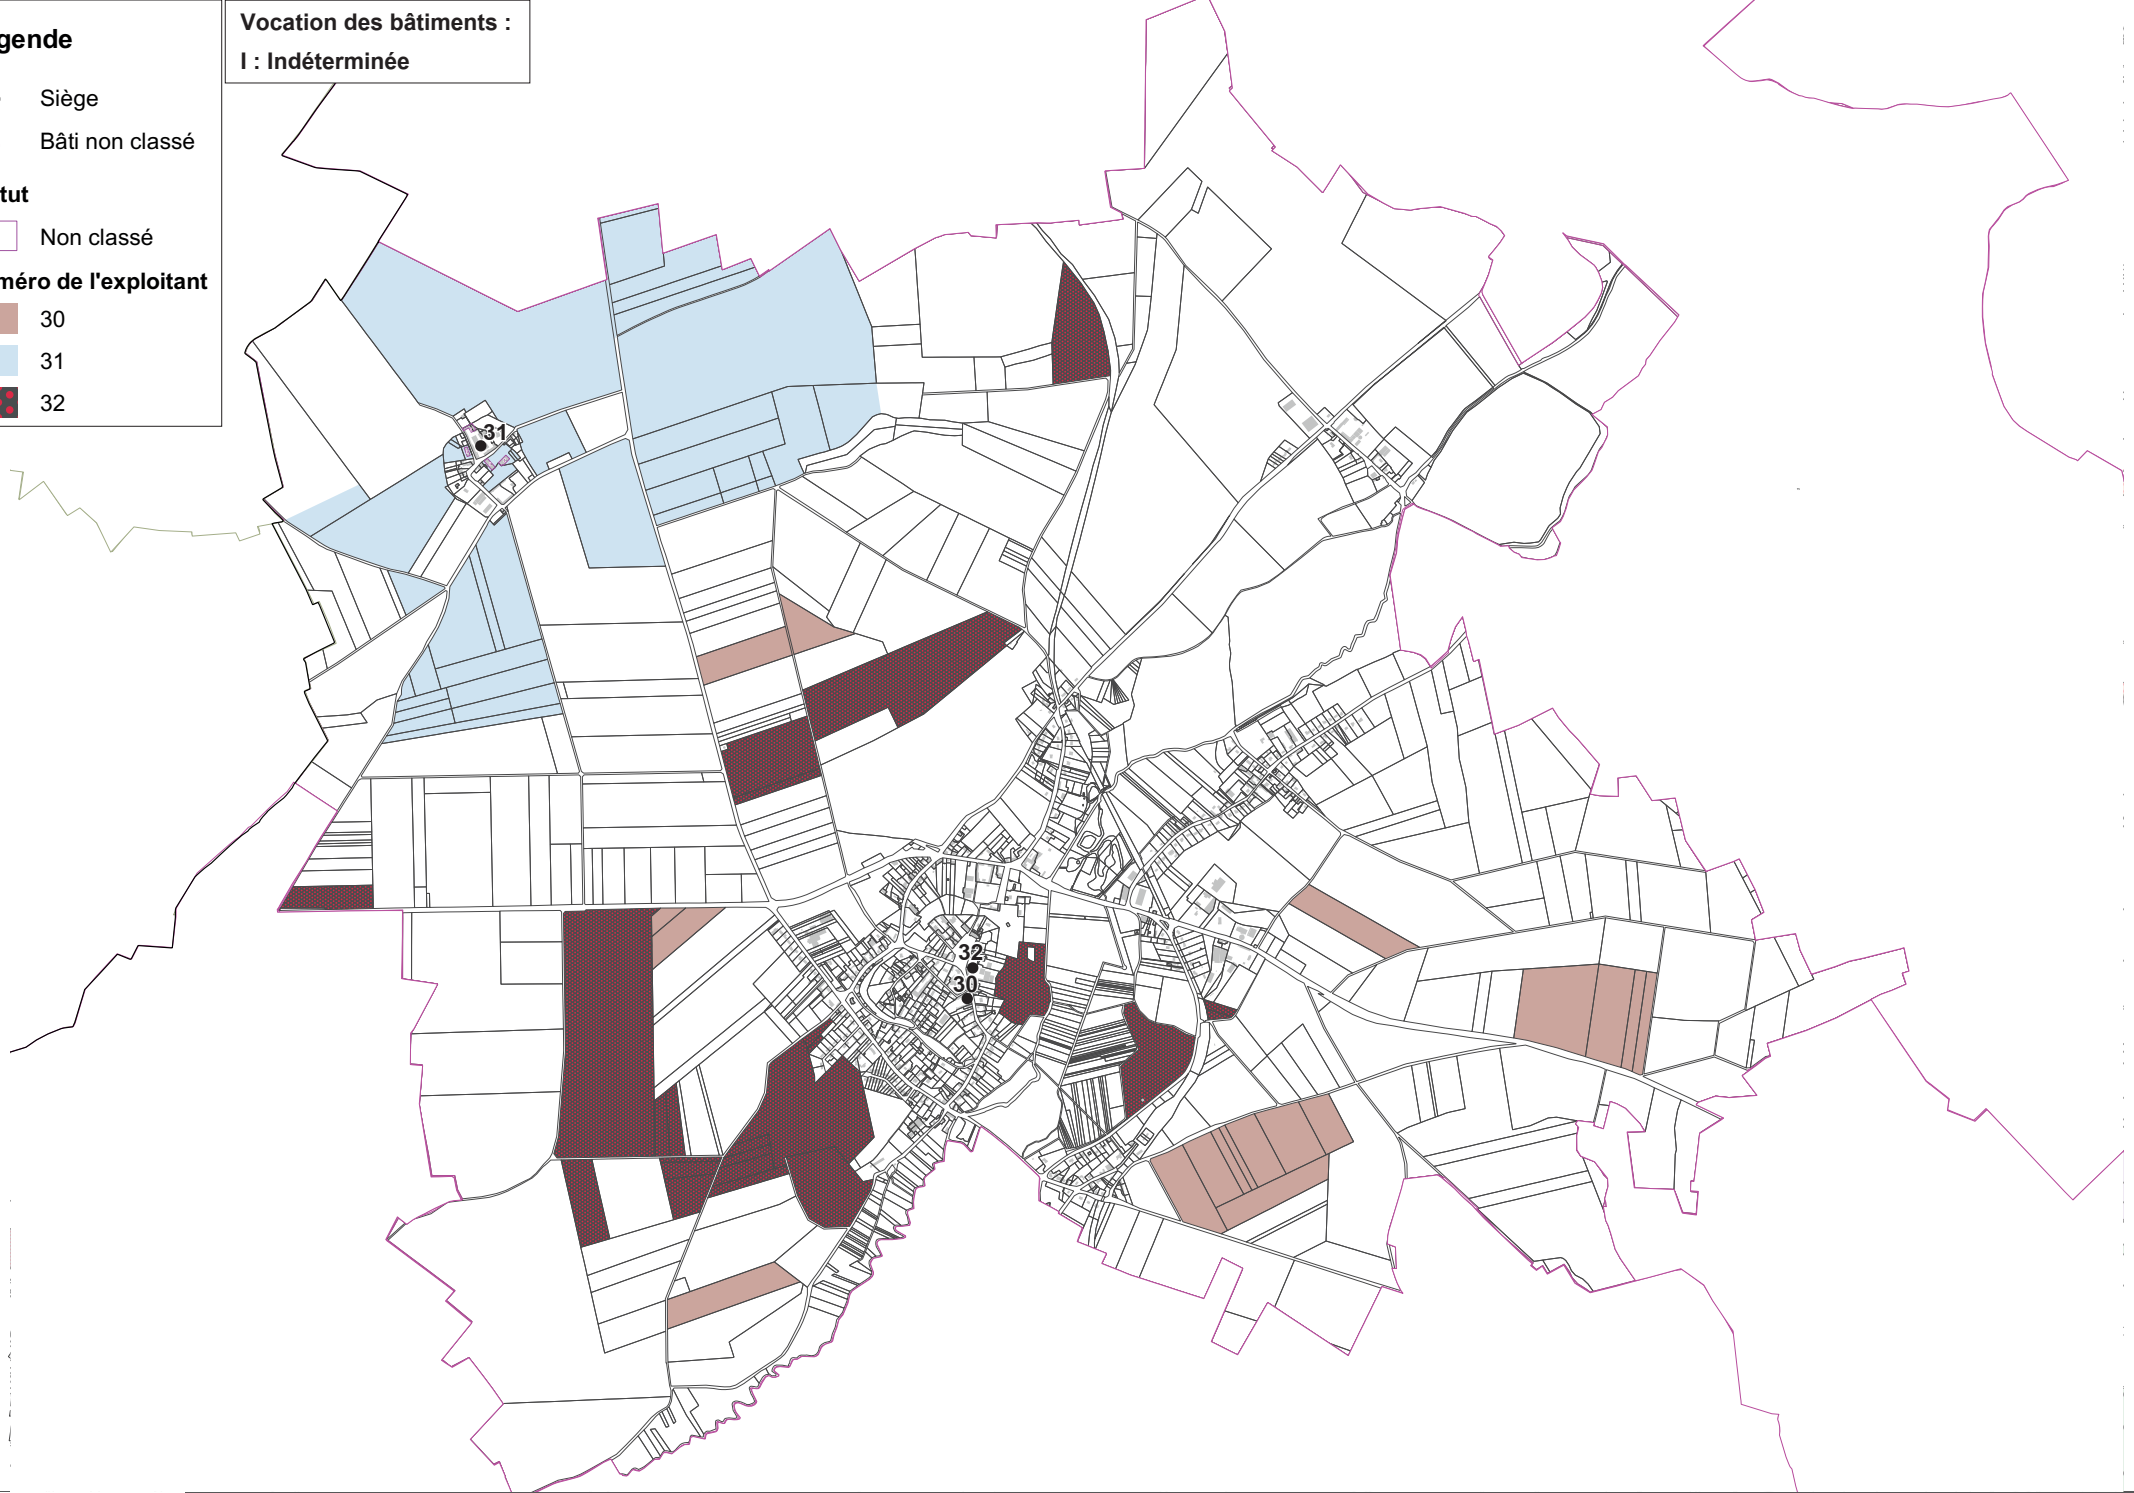 gende
Siège
Bâti non classé
tut
Non classé
méro de l'exploitant
30
31
32
Vocation des bâtiments :
I : Indéterminée
31
32
30